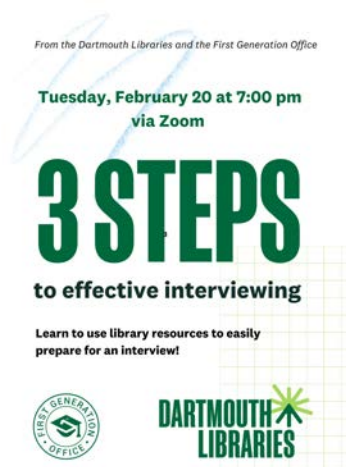 From the Dartmouth Libraries and the First Generation Office
Tuesday, February 20 at 7:00 pm
via Zoom
3 STEPS
to effective interviewing
Learn to use library resources to easily
prepare for an interview!
FIRST GENERATION
OFFICE
DARTMOUTH
LIBRARIES